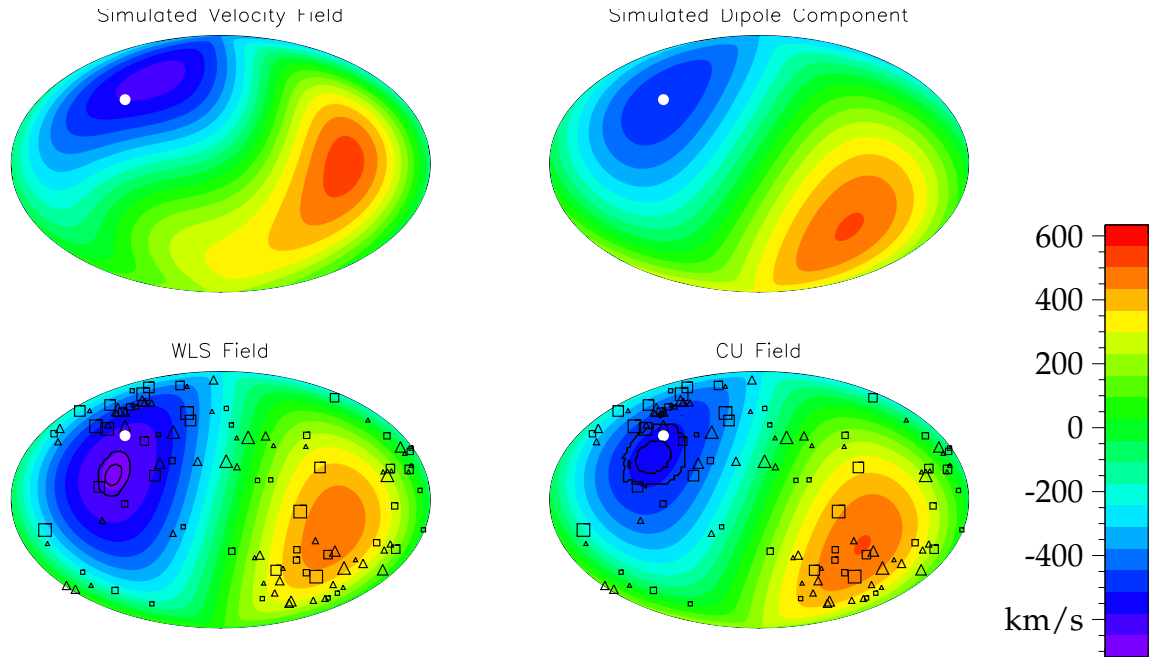 Simulated Velocity Field
Simulated Dipole Component
WLS Field
CU Field
600
400
200
0
-200
-400
km/s